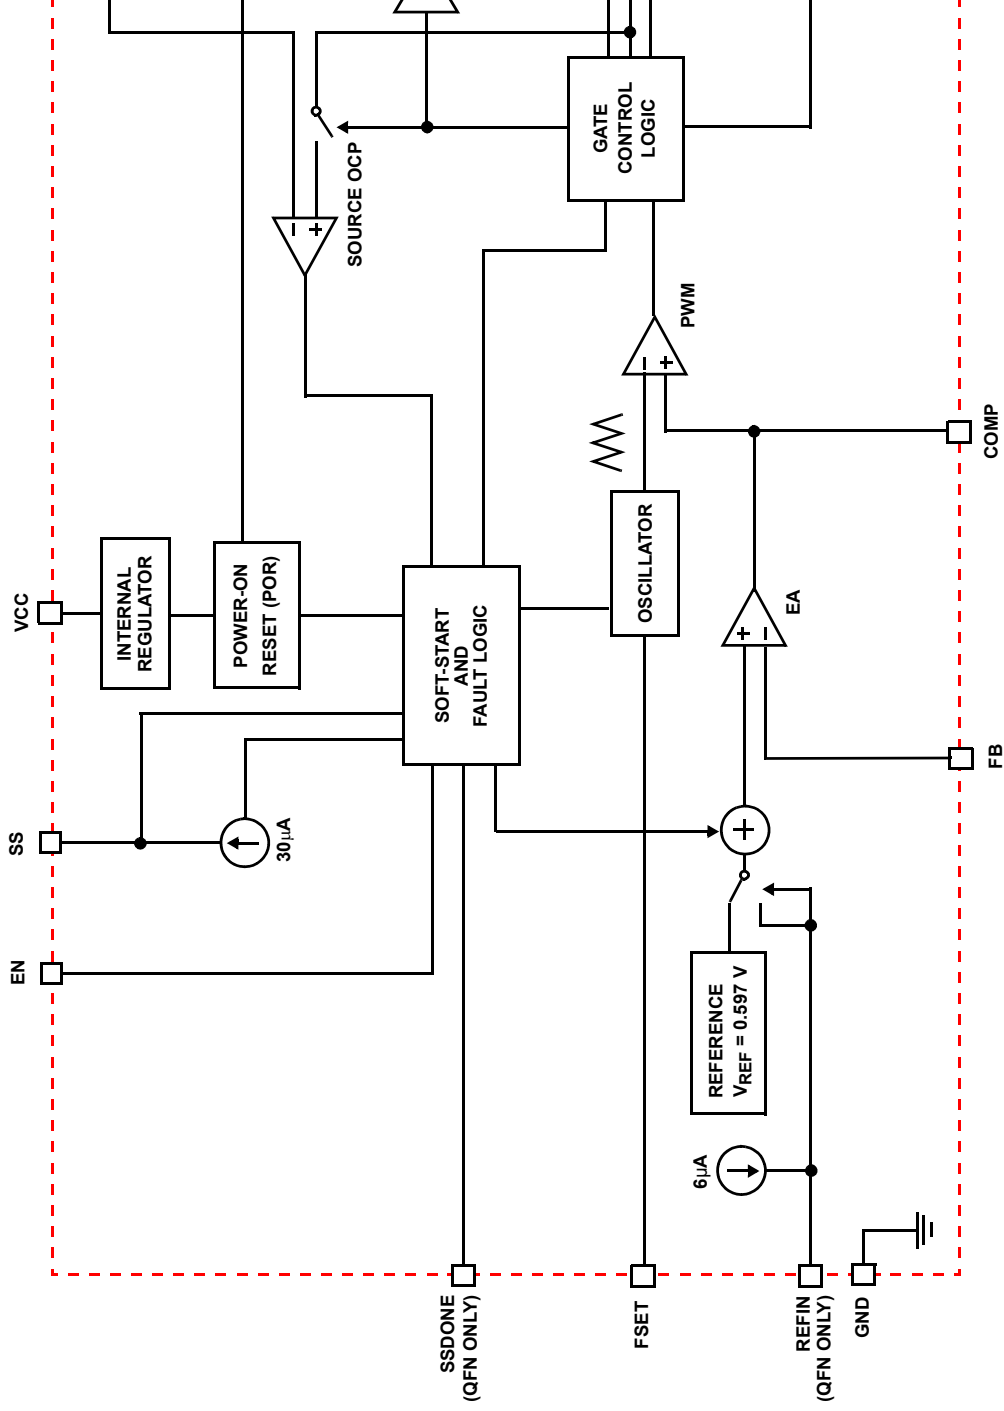 GATE
CONTROL
LOGIC
SOURCE OCP
−
+
PWM
−
+
COMP
VCC
INTERNAL
REGULATOR
POWER-ON
RESET (POR)
SOFT-START
AND
FAULT LOGIC
OSCILLATOR
EA
+
−
FB
SS
30µA
+
EN
REFERENCE
VREF = 0.597 V
6µA
SSDONE
(QFN ONLY)
FSET
REFIN
(QFN ONLY)
GND